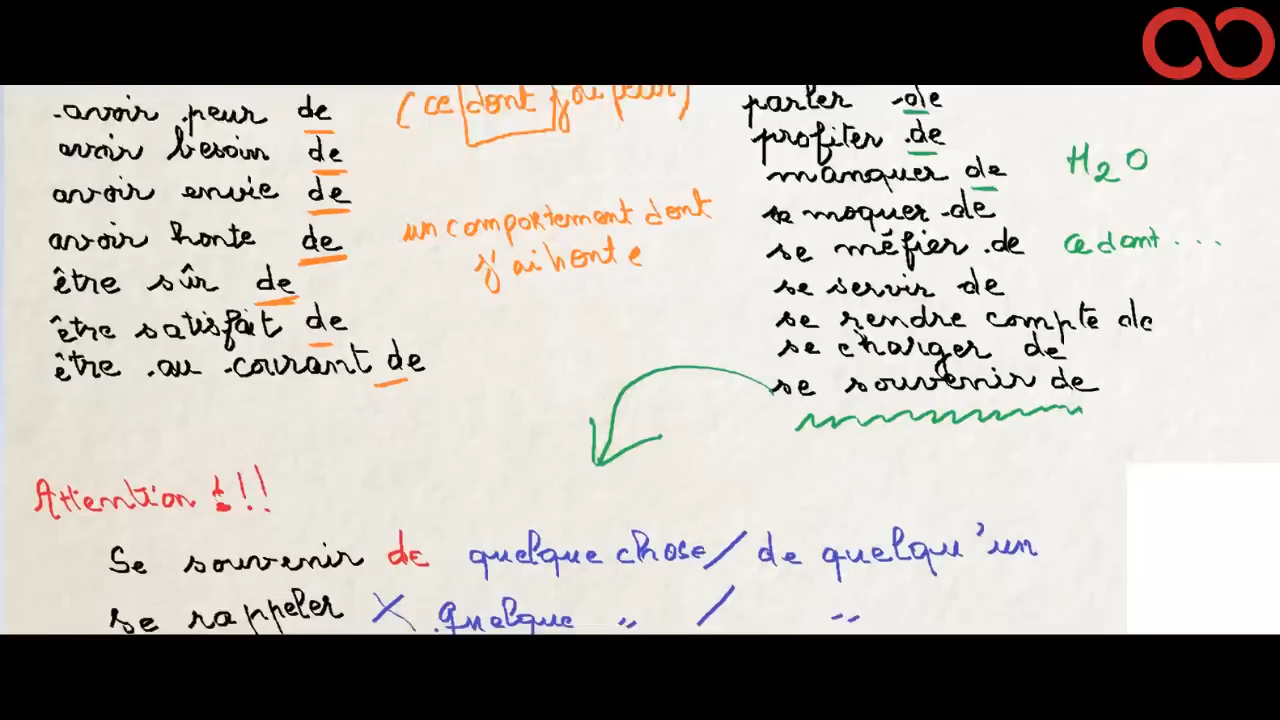 avoir peur de
avoir besoin de
avoir envie de
avoir honte de
être sûr de
être satisfait de
être au courant de
(ce dont j'ai peur)
un comportement dont
j'ai honte
parler de
profiter de
manquer de
se moquer de
se méfier de
se servir de
se rendre compte de
se charger de
se souvenir de
H2O
ce dont ...
Attention !!!
Se souvenir de quelque chose / de quelqu'un
se rappeler X quelque " / "